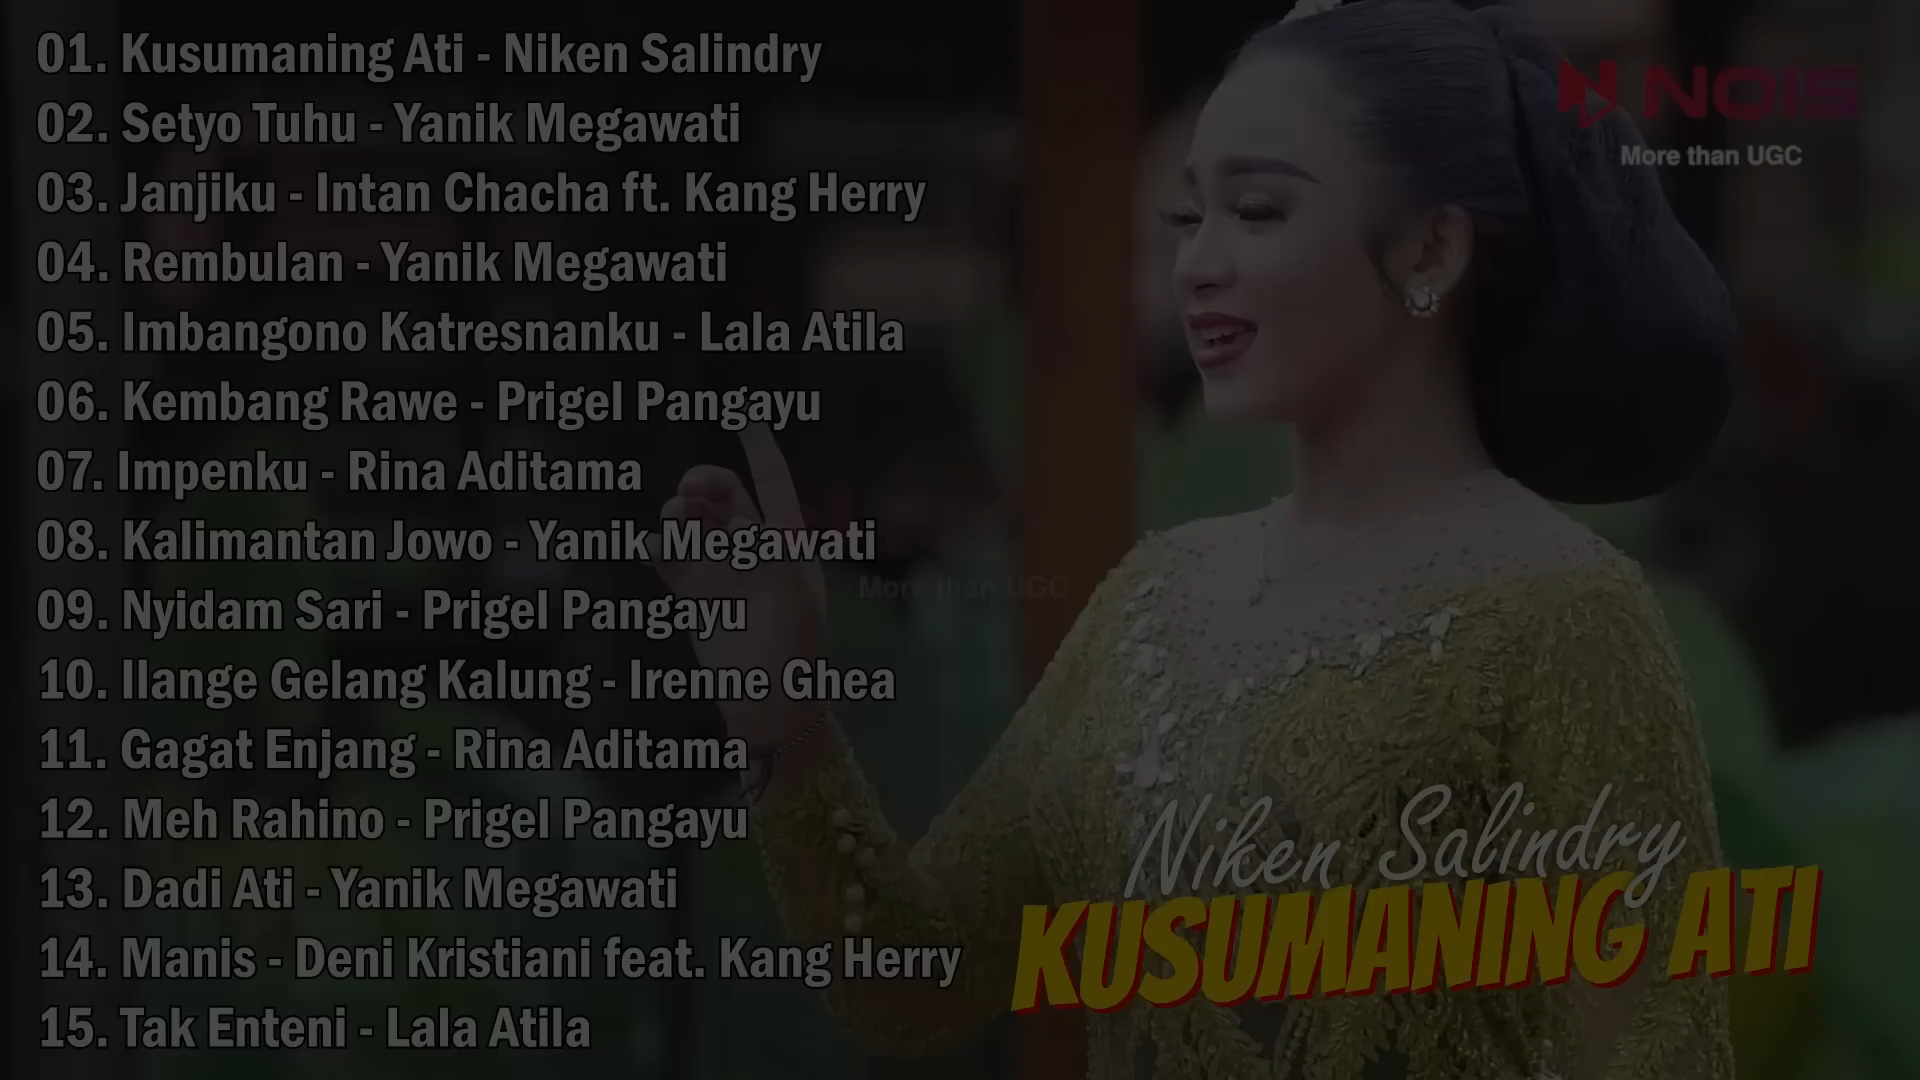 01. Kusumaning Ati - Niken Salindry
02. Setyo Tuhu - Yanik Megawati
03. Janjiku - Intan Chacha ft. Kang Herry
04. Rembulan - Yanik Megawati
05. Imbangono Katresnanku - Lala Atila
06. Kembang Rawe - Prigel Pangayu
07. Impenku - Rina Aditama
08. Kalimantan Jowo - Yanik Megawati
09. Nyidam Sari - Prigel Pangayu
10. Ilange Gelang Kalung - Irenne Ghea
11. Gagat Enjang - Rina Aditama
12. Meh Rahino - Prigel Pangayu
13. Dadi Ati - Yanik Megawati
14. Manis - Deni Kristiani feat. Kang Herry
15. Tak Enteni - Lala Atila
NOIS
More than UGC
More than UGC
Niken Salindry
KUSUMANING ATI